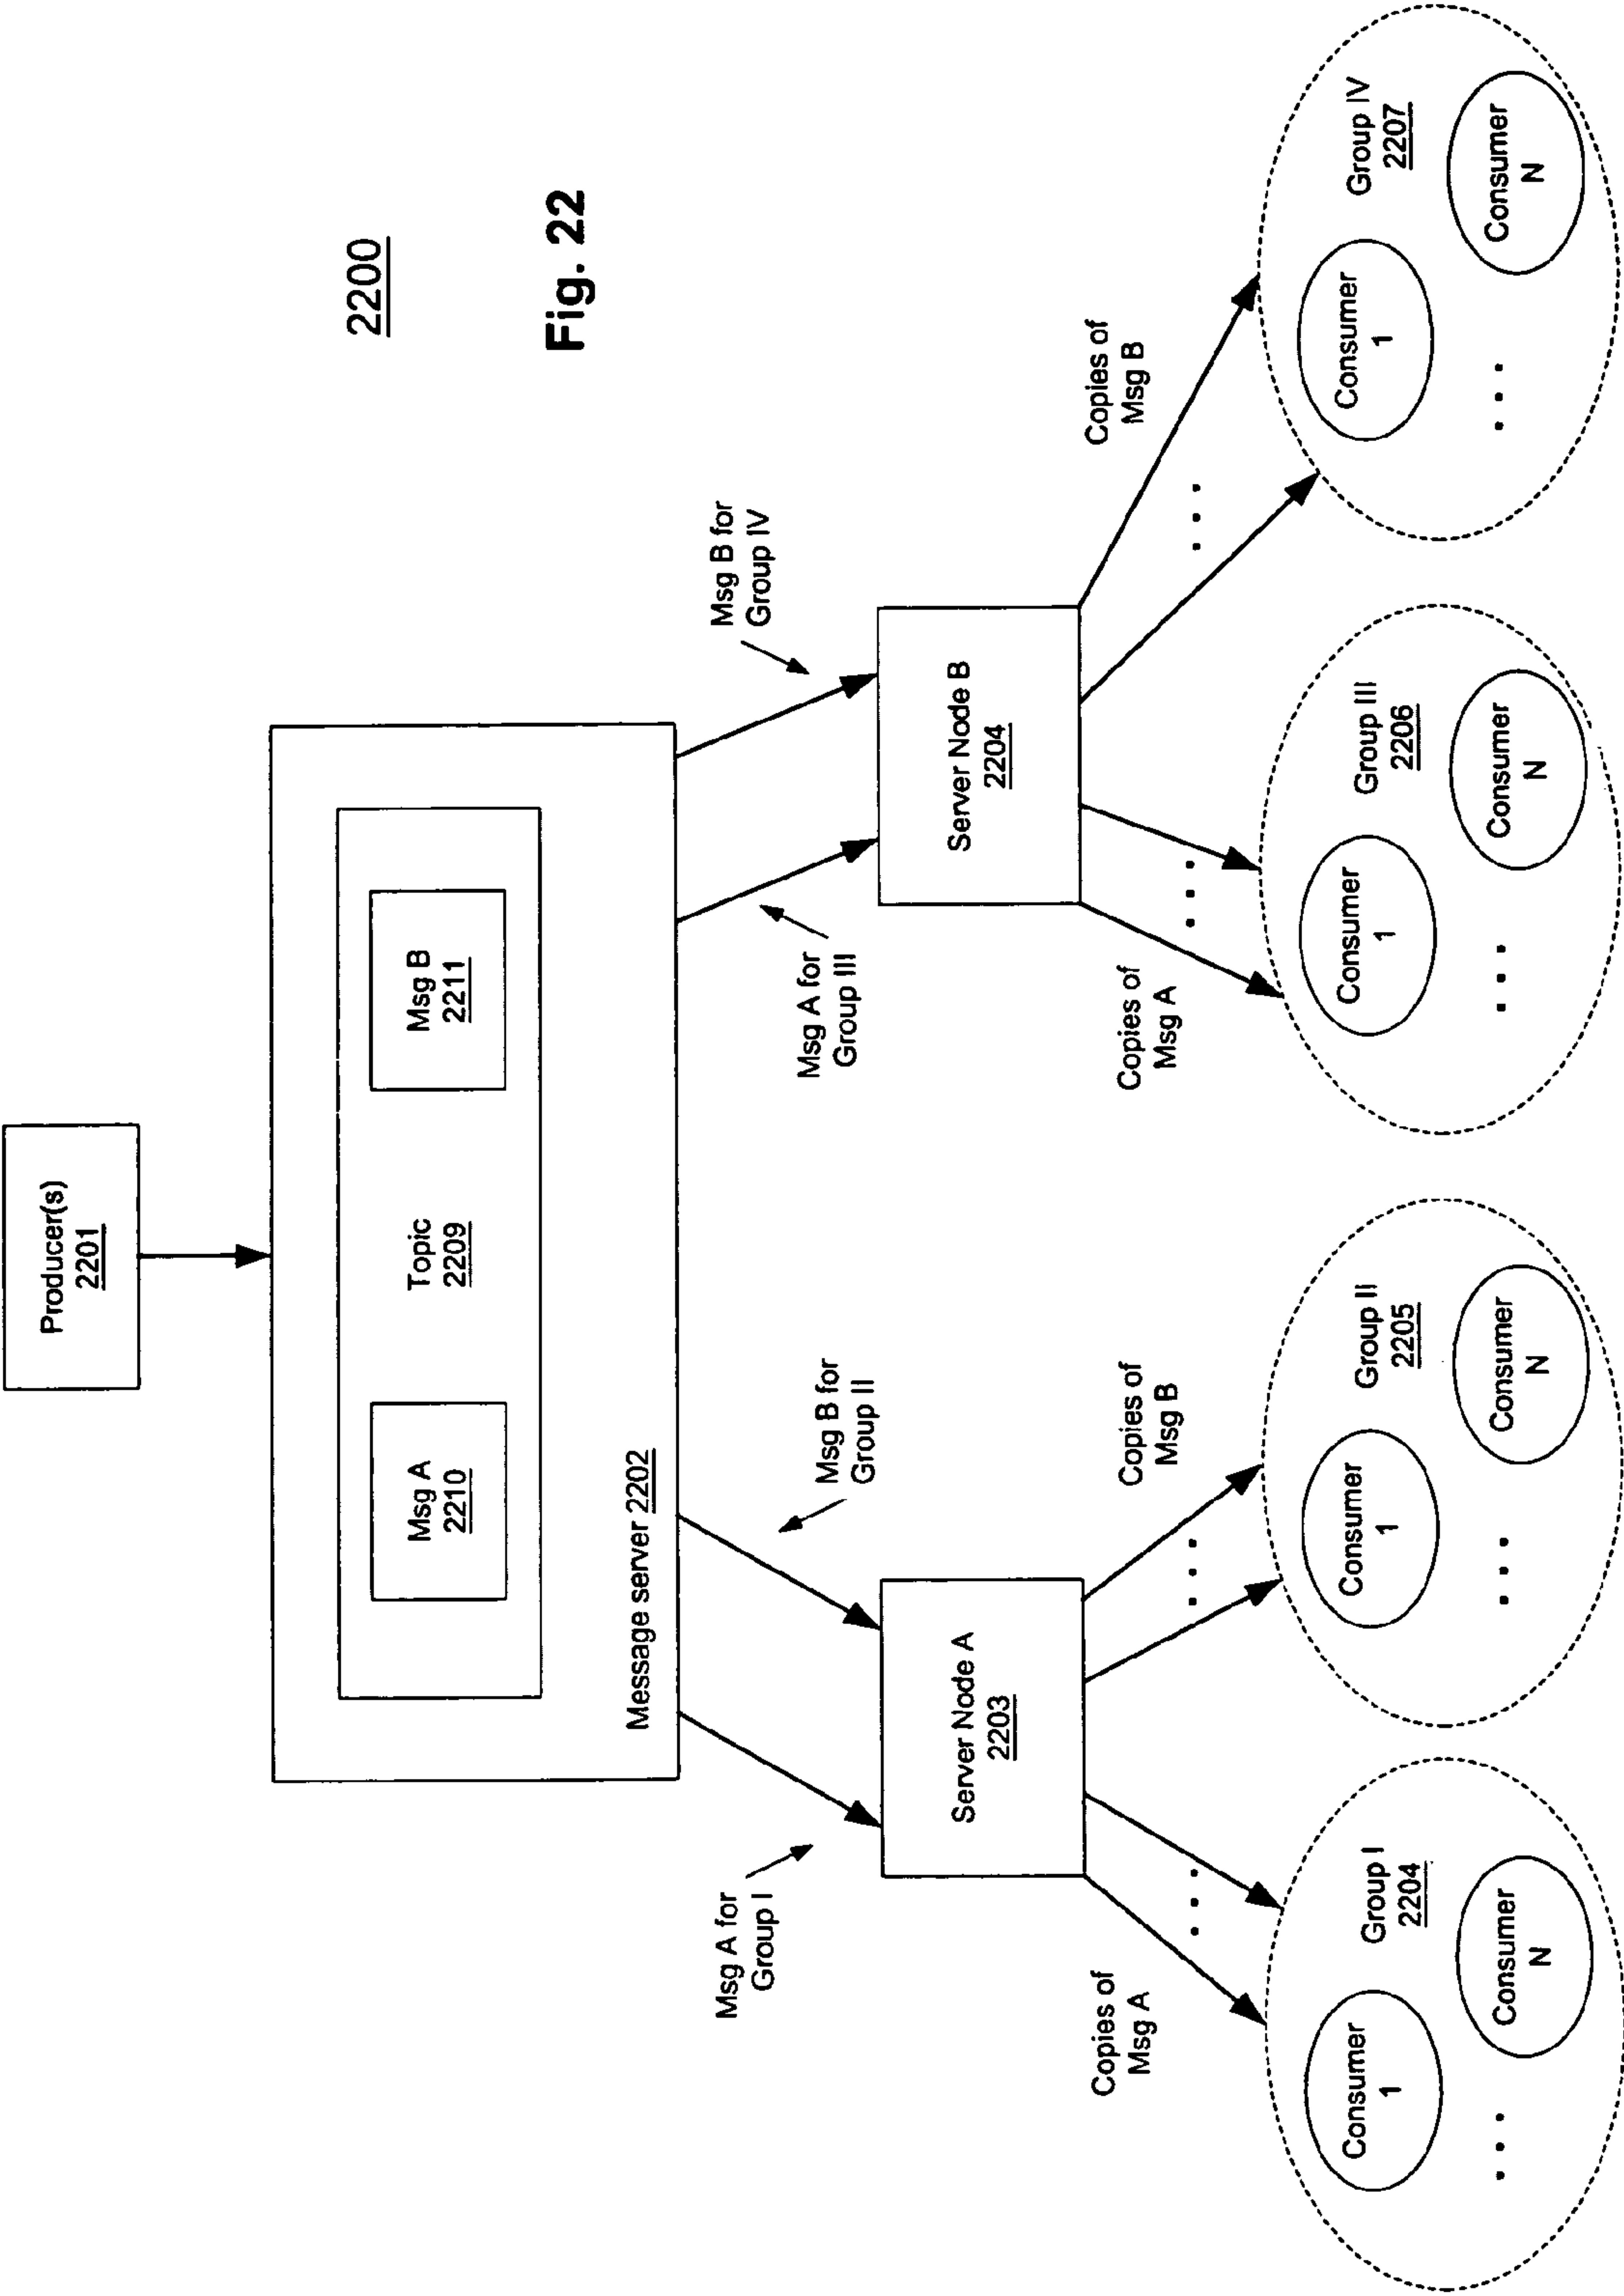 Producer(s)
2201
2200
Fig. 22
Msg A
2210
Topic
2209
Msg B
2211
Message server 2202
Msg A for
Group I
Msg B for
Group II
Msg A for
Group III
Msg B for
Group IV
Server Node A
2203
Server Node B
2204
Copies of
Msg A
Copies of
Msg B
Copies of
Msg A
Copies of
Msg B
Group I
2204
Consumer
1
Consumer
N
Group II
2205
Consumer
1
Consumer
N
Group III
2206
Consumer
1
Consumer
N
Group IV
2207
Consumer
1
Consumer
N